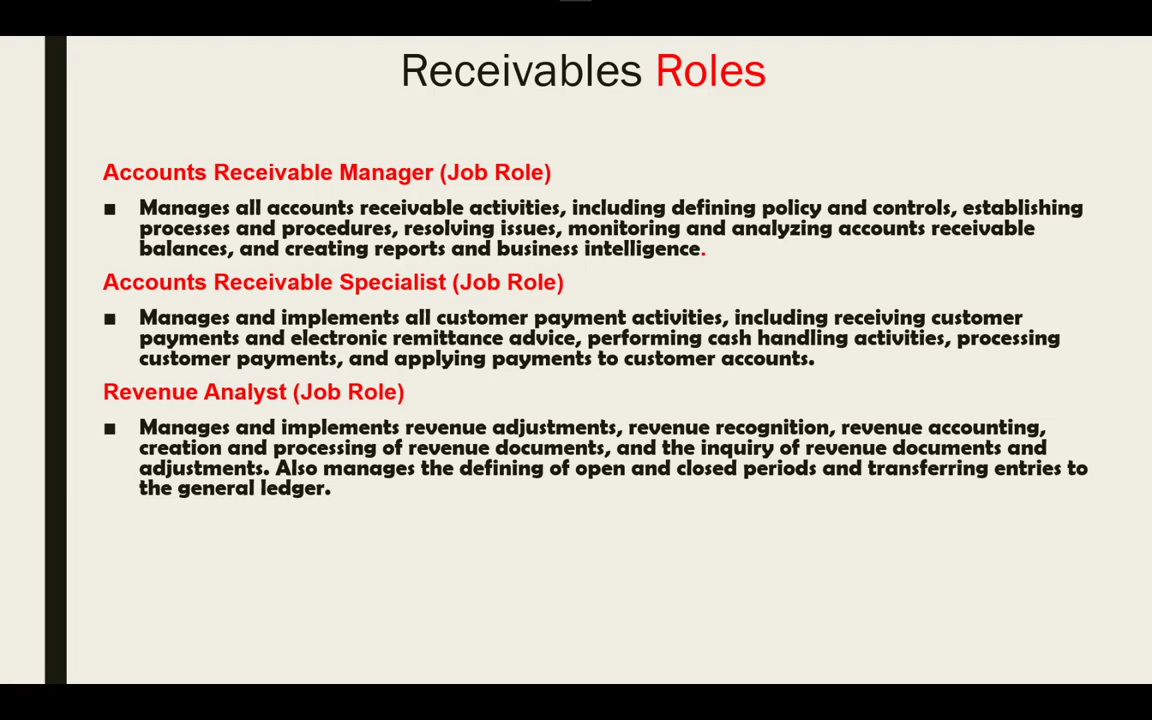 Receivables Roles
Accounts Receivable Manager (Job Role)
■ Manages all accounts receivable activities, including defining policy and controls, establishing
processes and procedures, resolving issues, monitoring and analyzing accounts receivable
balances, and creating reports and business intelligence.
Accounts Receivable Specialist (Job Role)
■ Manages and implements all customer payment activities, including receiving customer
payments and electronic remittance advice, performing cash handling activities, processing
customer payments, and applying payments to customer accounts.
Revenue Analyst (Job Role)
■ Manages and implements revenue adjustments, revenue recognition, revenue accounting,
creation and processing of revenue documents, and the inquiry of revenue documents and
adjustments. Also manages the defining of open and closed periods and transferring entries to
the general ledger.